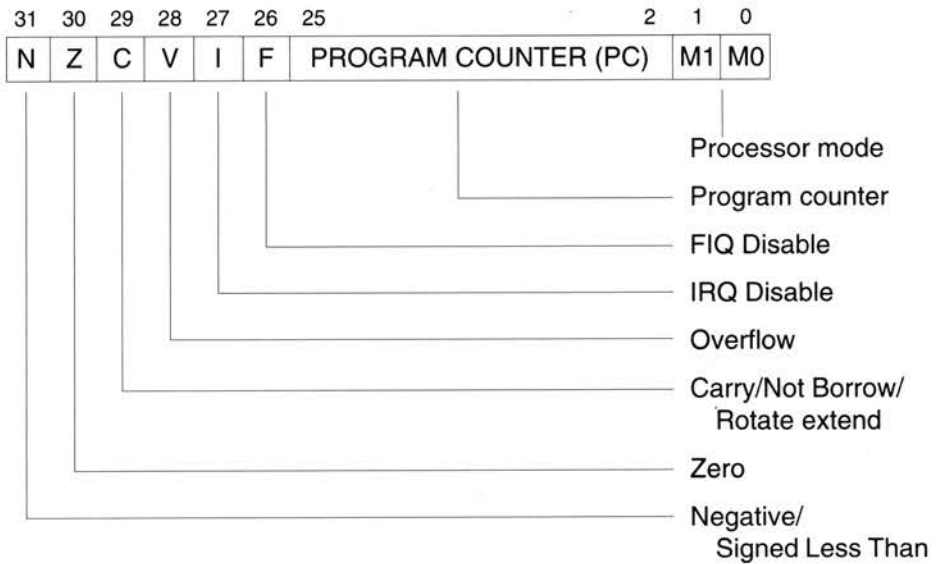 31 30 29 28 27 26 25 2 1 0
N Z C V I F PROGRAM COUNTER (PC) M1 M0
Processor mode
Program counter
FIQ Disable
IRQ Disable
Overflow
Carry/Not Borrow/
Rotate extend
Zero
Negative/
Signed Less Than